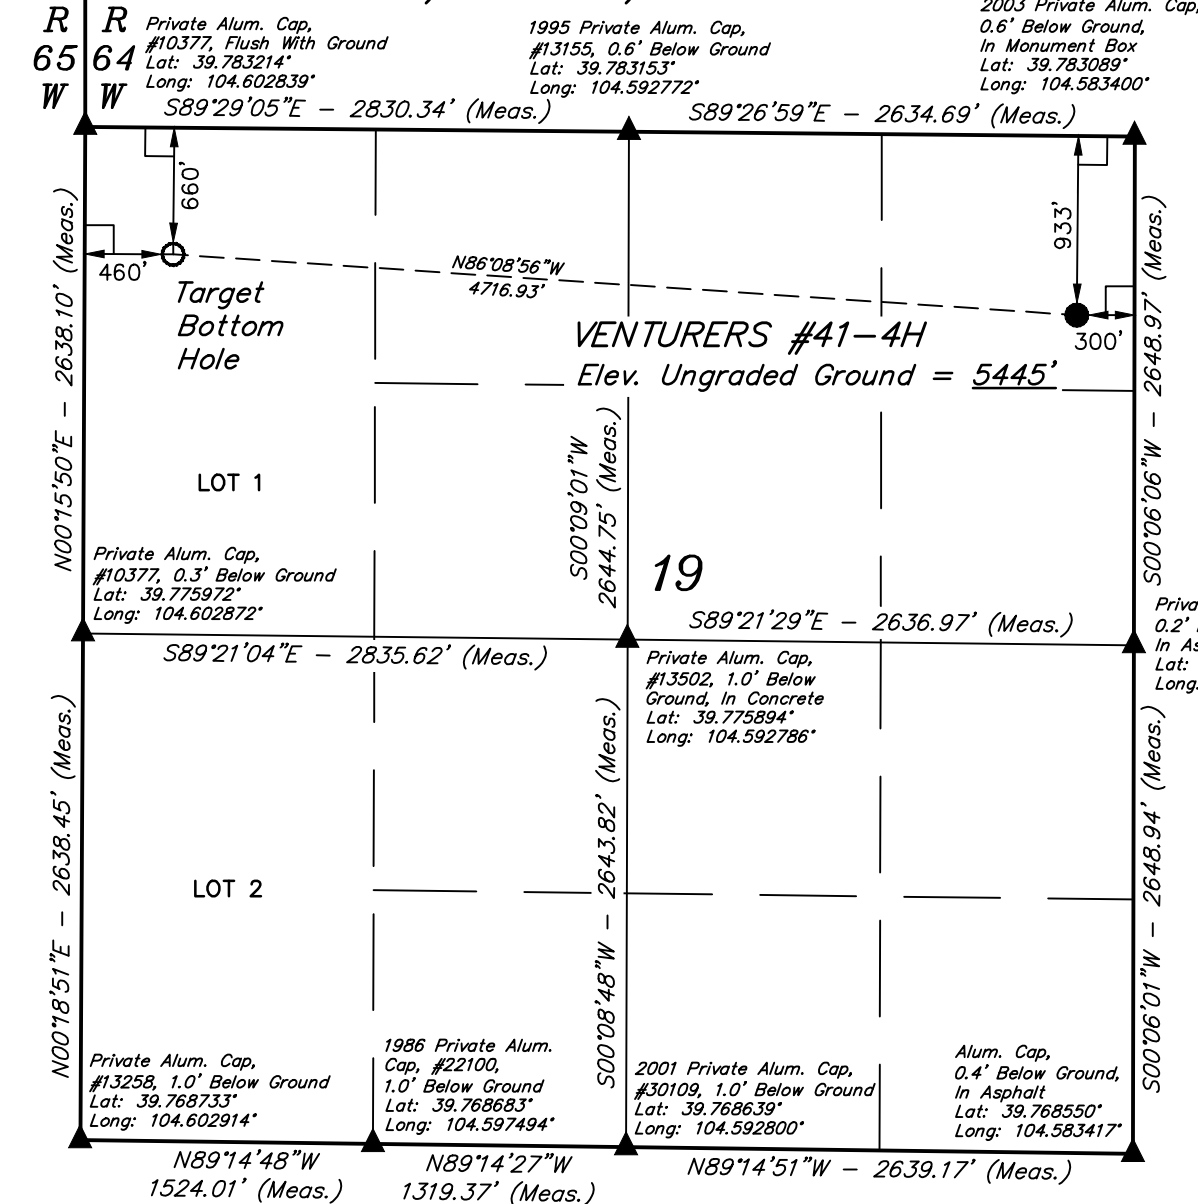 R R
65 64
W W
Private Alum. Cap,
#10377, Flush With Ground
Lat: 39.783214°
Long: 104.602839°
1995 Private Alum. Cap,
#13155, 0.6' Below Ground
Lat: 39.783153°
Long: 104.592772°
2003 Private Alum. Cap,
0.6' Below Ground,
In Monument Box
Lat: 39.783089°
Long: 104.583400°
S89°29'05"E - 2830.34' (Meas.)
S89°26'59"E - 2634.69' (Meas.)
660'
460'
Target
Bottom
Hole
N86°08'56"W
4716.93'
933'
300'
VENTURERS #41-4H
Elev. Ungraded Ground = 5445'
N00°15'50"E - 2638.10' (Meas.)
S00°09'01"W
2644.75' (Meas.)
S00°06'06"W - 2648.97' (Meas.)
LOT 1
19
Private Alum. Cap,
#10377, 0.3' Below Ground
Lat: 39.775972°
Long: 104.602872°
S89°21'04"E - 2835.62' (Meas.)
S89°21'29"E - 2636.97' (Meas.)
Priva
0.2'
In As
Lat:
Long:
Private Alum. Cap,
#13502, 1.0' Below
Ground, In Concrete
Lat: 39.775894°
Long: 104.592786°
N00°18'51"E - 2638.45' (Meas.)
S00°08'48"W - 2643.82' (Meas.)
S00°06'01"W - 2648.94' (Meas.)
LOT 2
Private Alum. Cap,
#13258, 1.0' Below Ground
Lat: 39.768733°
Long: 104.602914°
1986 Private Alum.
Cap, #22100,
1.0' Below Ground
Lat: 39.768683°
Long: 104.597494°
2001 Private Alum. Cap,
#30109, 1.0' Below Ground
Lat: 39.768639°
Long: 104.592800°
Alum. Cap,
0.4' Below Ground,
In Asphalt
Lat: 39.768550°
Long: 104.583417°
N89°14'48"W
1524.01' (Meas.)
N89°14'27"W
1319.37' (Meas.)
N89°14'51"W - 2639.17' (Meas.)